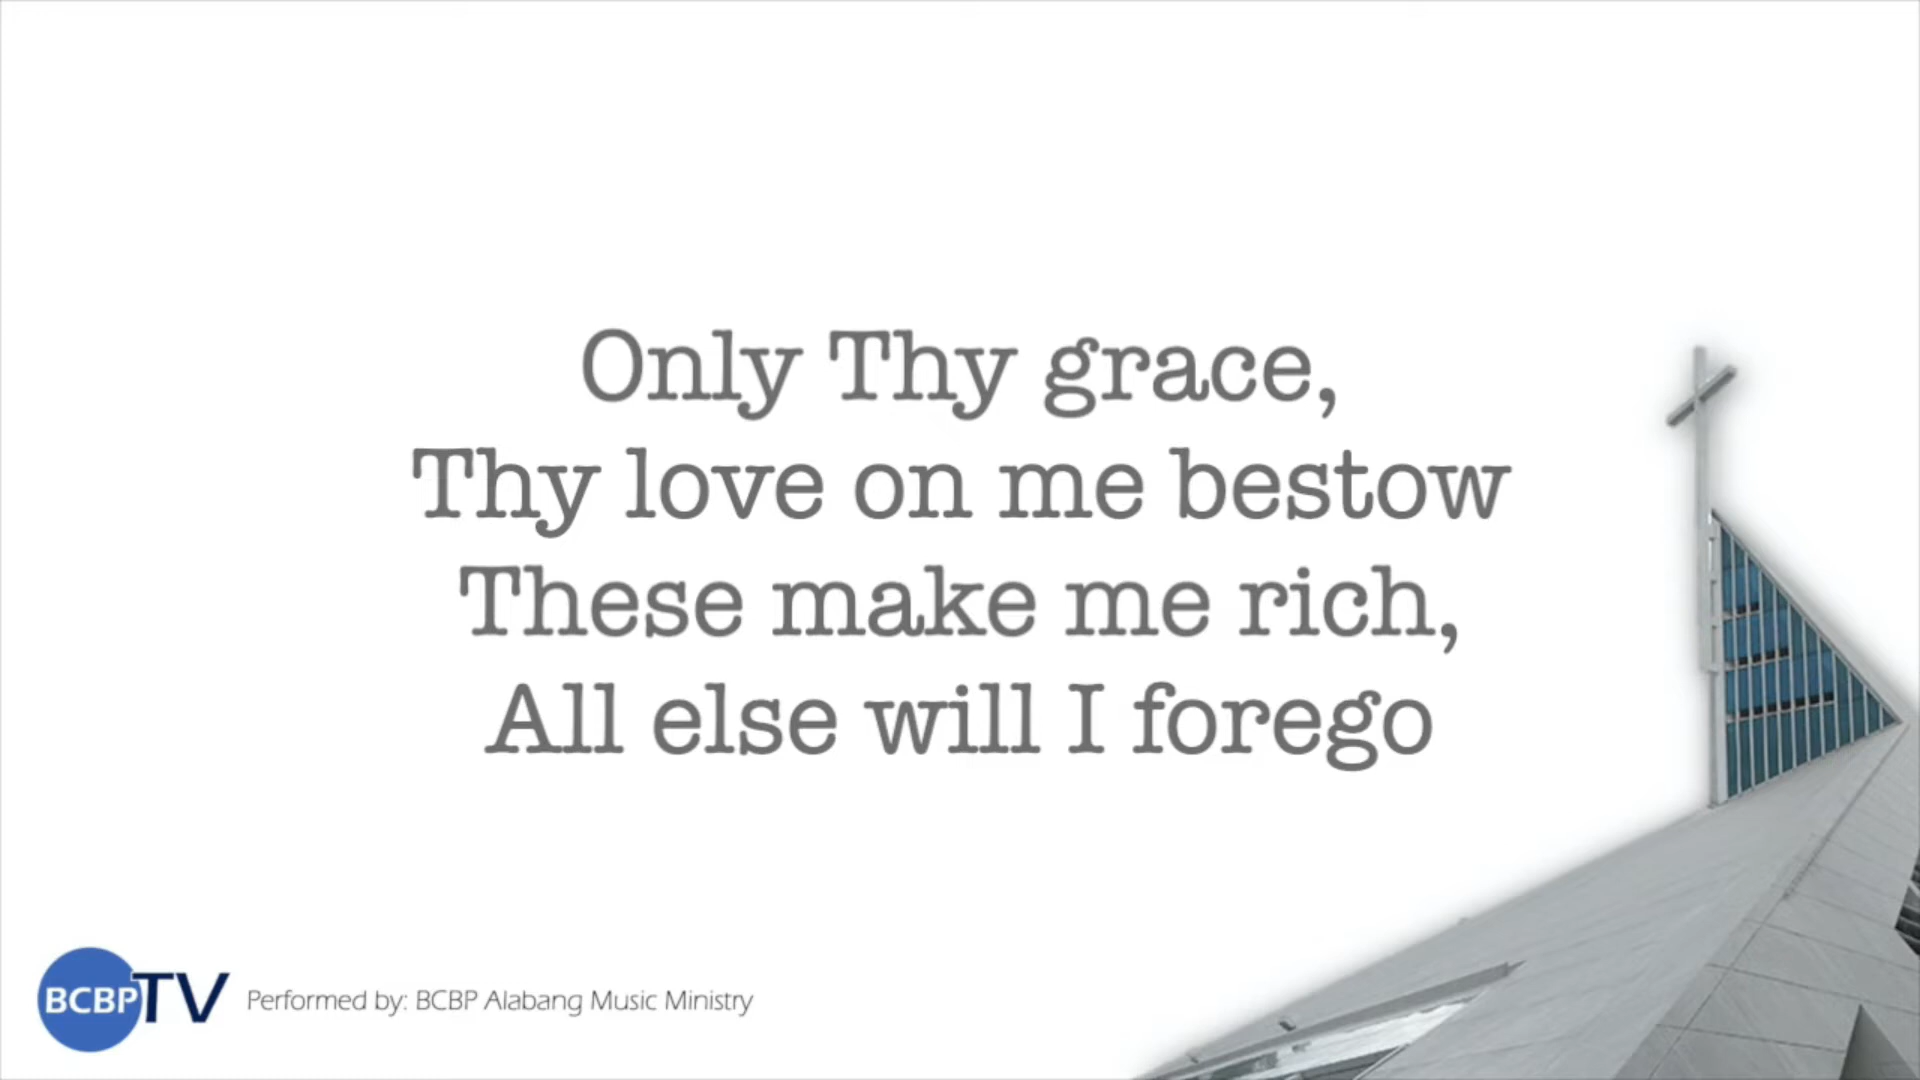 Only Thy grace,
Thy love on me bestow
These make me rich,
All else will I forego
BCBPTV
Performed by: BCBP Alabang Music Ministry